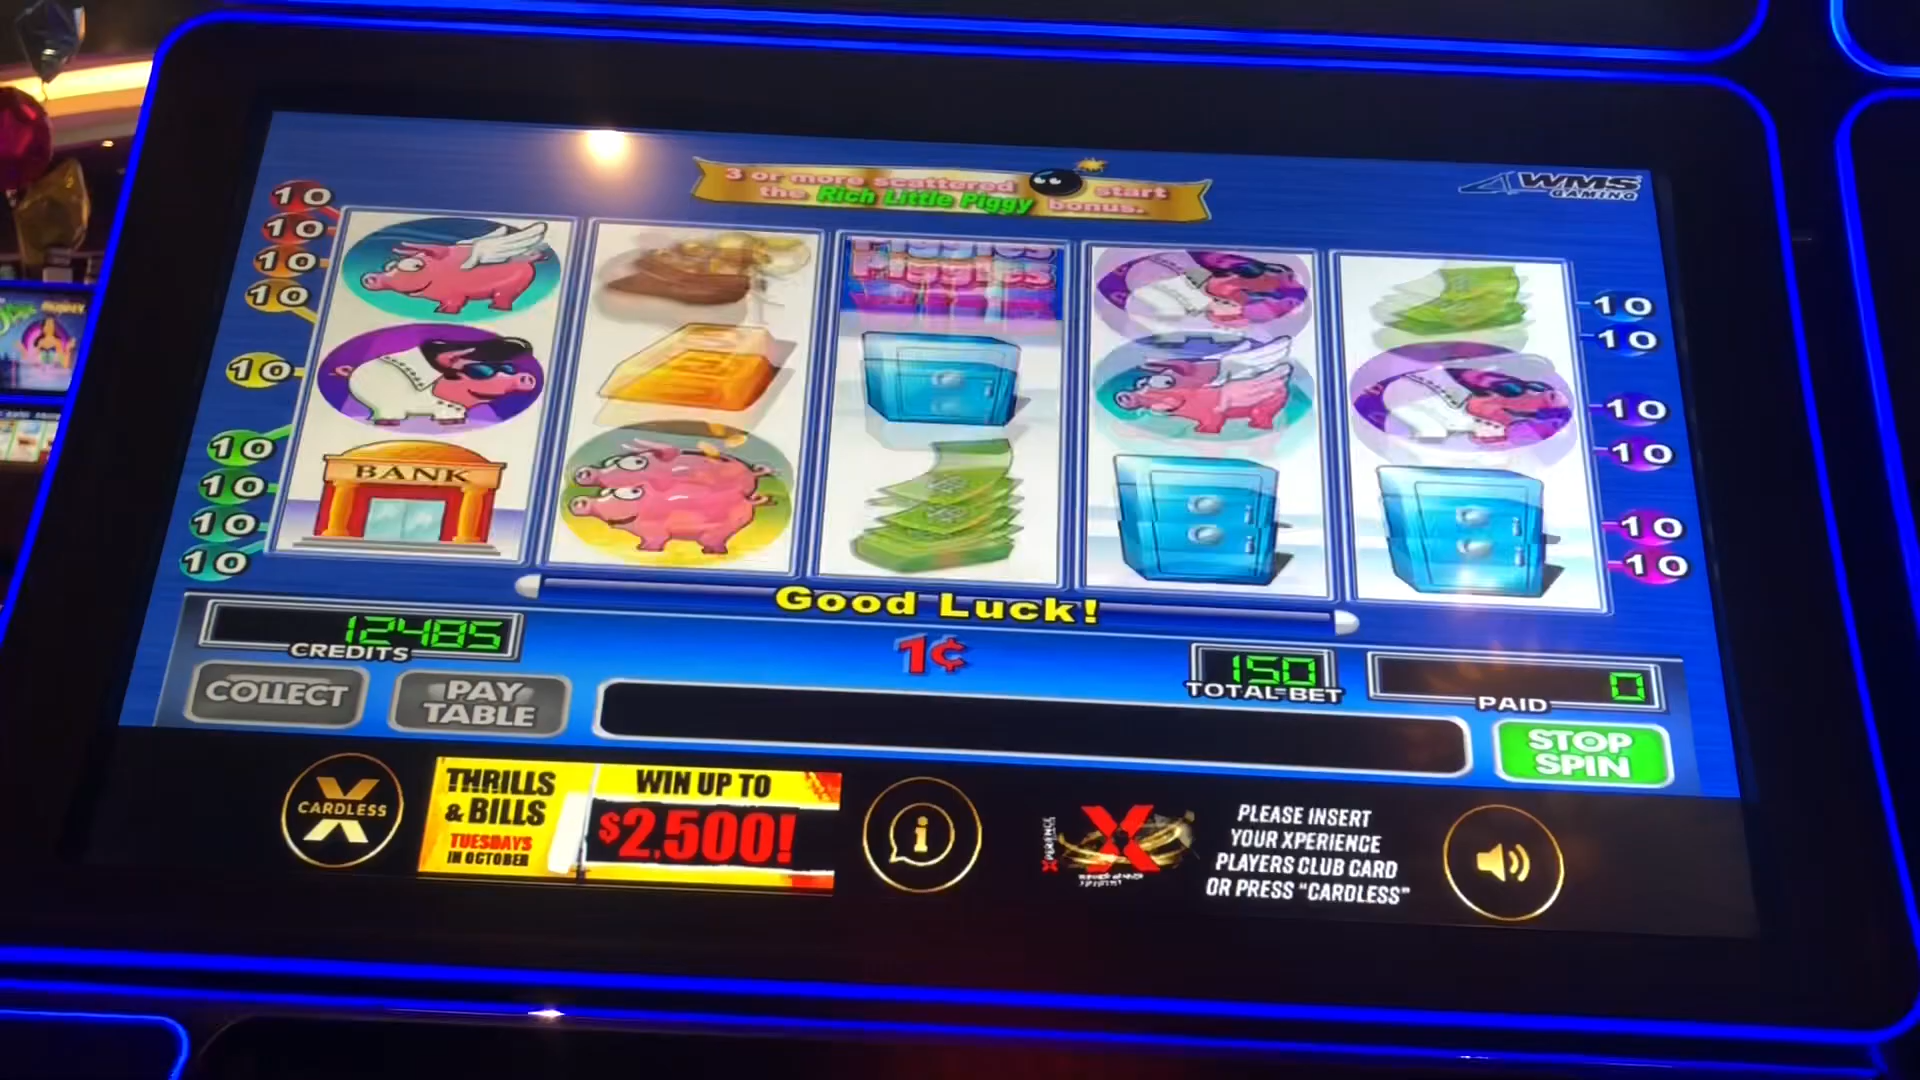 3 or more scattered start
the Rich Little Piggy bonus.
WMS
GAMING
10
10
10
10
10
10
10
10
10
Piggies
BANK
10
10
10
10
10
10
Good Luck!
12485
CREDITS
1¢
150
TOTAL BET
0
PAID
COLLECT
PAY
TABLE
STOP
SPIN
X
CARDLESS
THRILLS
& BILLS
TUESDAYS
IN OCTOBER
WIN UP TO
$2,500!
i
XPERIENCE
X
PLEASE INSERT
YOUR XPERIENCE
PLAYERS CLUB CARD
OR PRESS "CARDLESS"